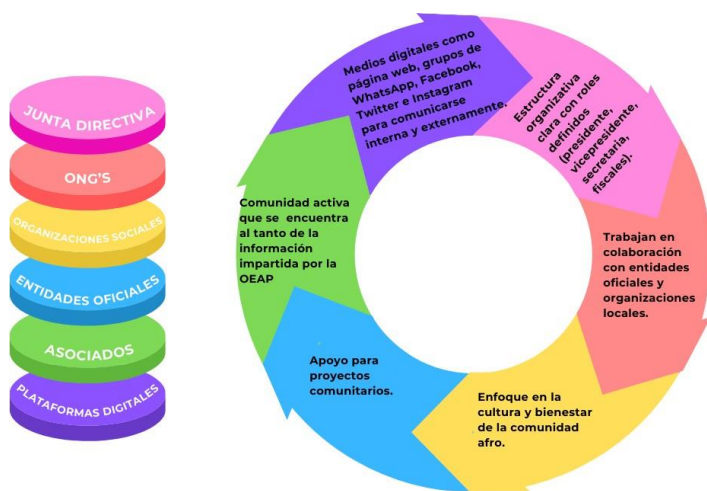 JUNTA DIRECTIVA
ONG'S
ORGANIZACIONES SOCIALES
ENTIDADES OFICIALES
ASOCIADOS
PLATAFORMAS DIGITALES
Medios digitales como
página web, grupos de
WhatsApp, Facebook,
Twitter e Instagram
para comunicarse
interna y externamente.
Estructura
organizativa
clara con roles
definidos
(presidente,
vicepresidente,
secretaria,
fiscales).
Trabajan en
colaboración
con entidades
oficiales y
organizaciones
locales.
Enfoque en la
cultura y bienestar
de la comunidad
afro.
Apoyo para
proyectos
comunitarios.
Comunidad activa
que se encuentra
al tanto de la
información
impartida por la
OEAP